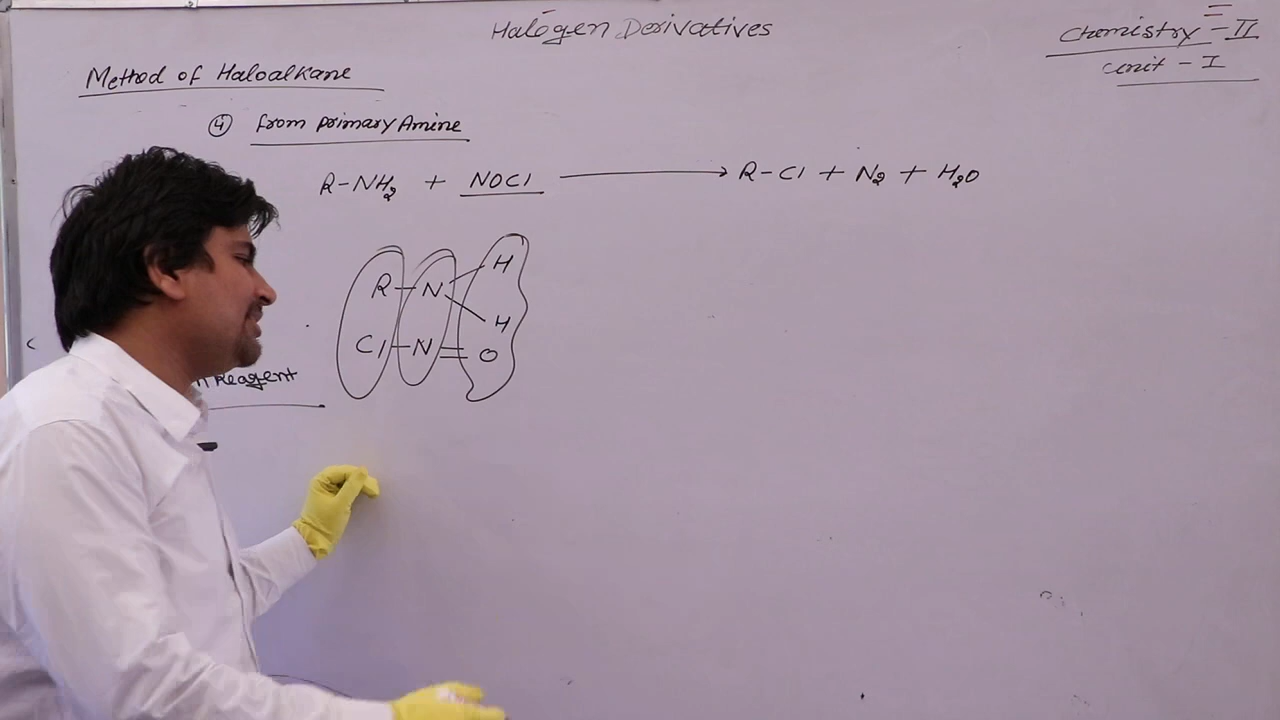 Halogen Derivatives
Chemistry - II
Unit - I
Method of Haloalkane
④ from primary Amine
R-NH₂ + NOCl ⟶ R-Cl + N₂ + H₂O
H
R-N
H
Cl-N=O
Reagent